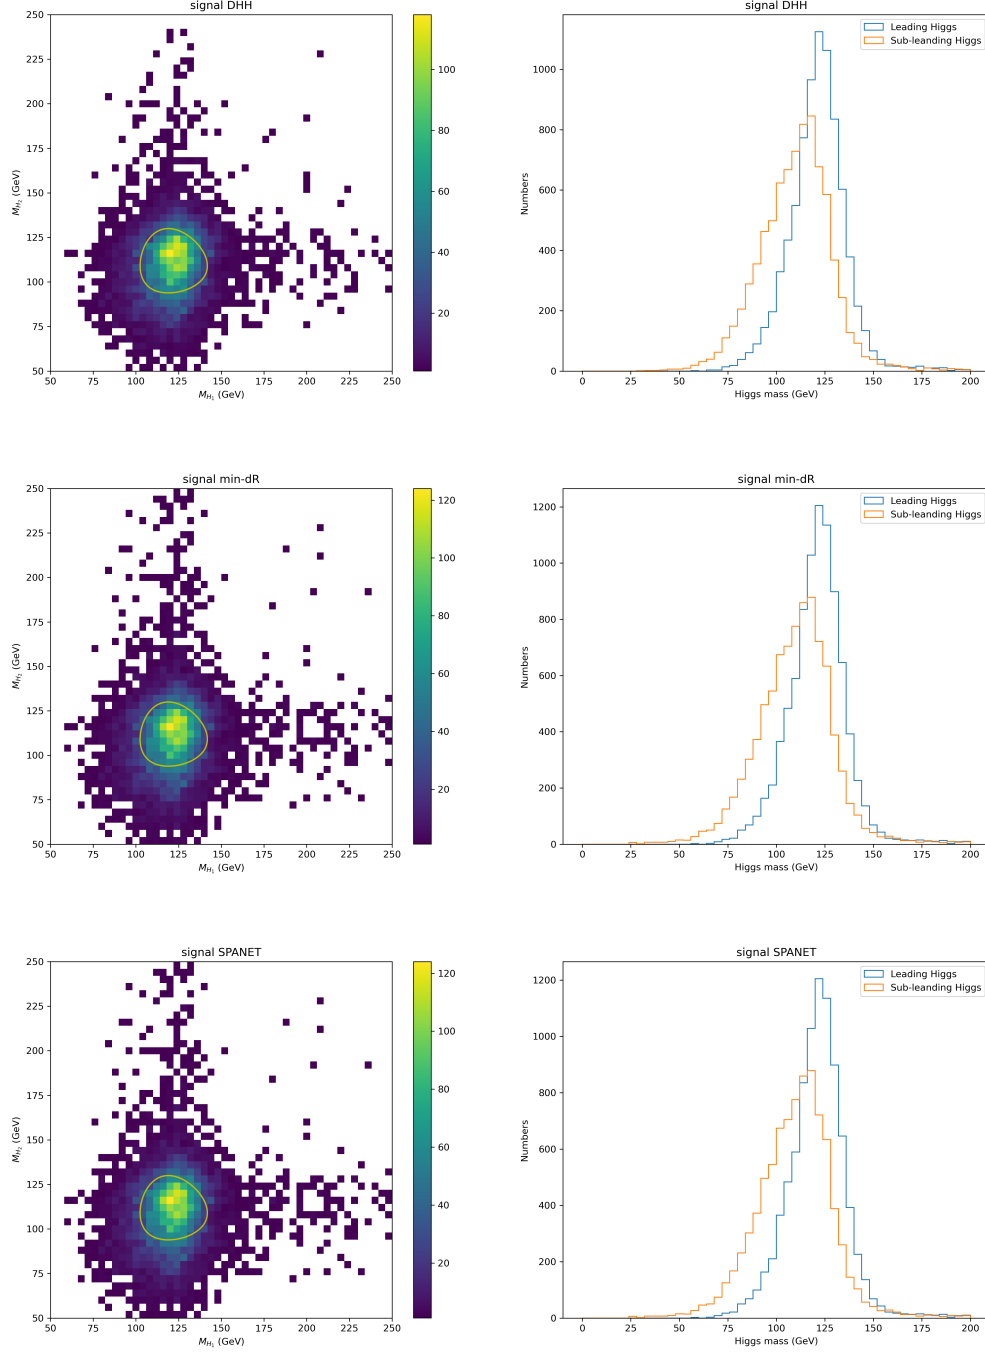 signal DHH
250
225
200
175
150
125
100
75
50
M_{H_2} (GeV)
50 75 100 125 150 175 200 225 250
M_{H_1} (GeV)
100
80
60
40
20
signal DHH
Leading Higgs
Sub-leanding Higgs
1000
800
600
400
200
0
Numbers
0 25 50 75 100 125 150 175 200
Higgs mass (GeV)
signal min-dR
250
225
200
175
150
125
100
75
50
M_{H_2} (GeV)
50 75 100 125 150 175 200 225 250
M_{H_1} (GeV)
120
100
80
60
40
20
signal min-dR
Leading Higgs
Sub-leanding Higgs
1200
1000
800
600
400
200
0
Numbers
0 25 50 75 100 125 150 175 200
Higgs mass (GeV)
signal SPANET
250
225
200
175
150
125
100
75
50
M_{H_2} (GeV)
50 75 100 125 150 175 200 225 250
M_{H_1} (GeV)
120
100
80
60
40
20
signal SPANET
Leading Higgs
Sub-leanding Higgs
1200
1000
800
600
400
200
0
Numbers
0 25 50 75 100 125 150 175 200
Higgs mass (GeV)